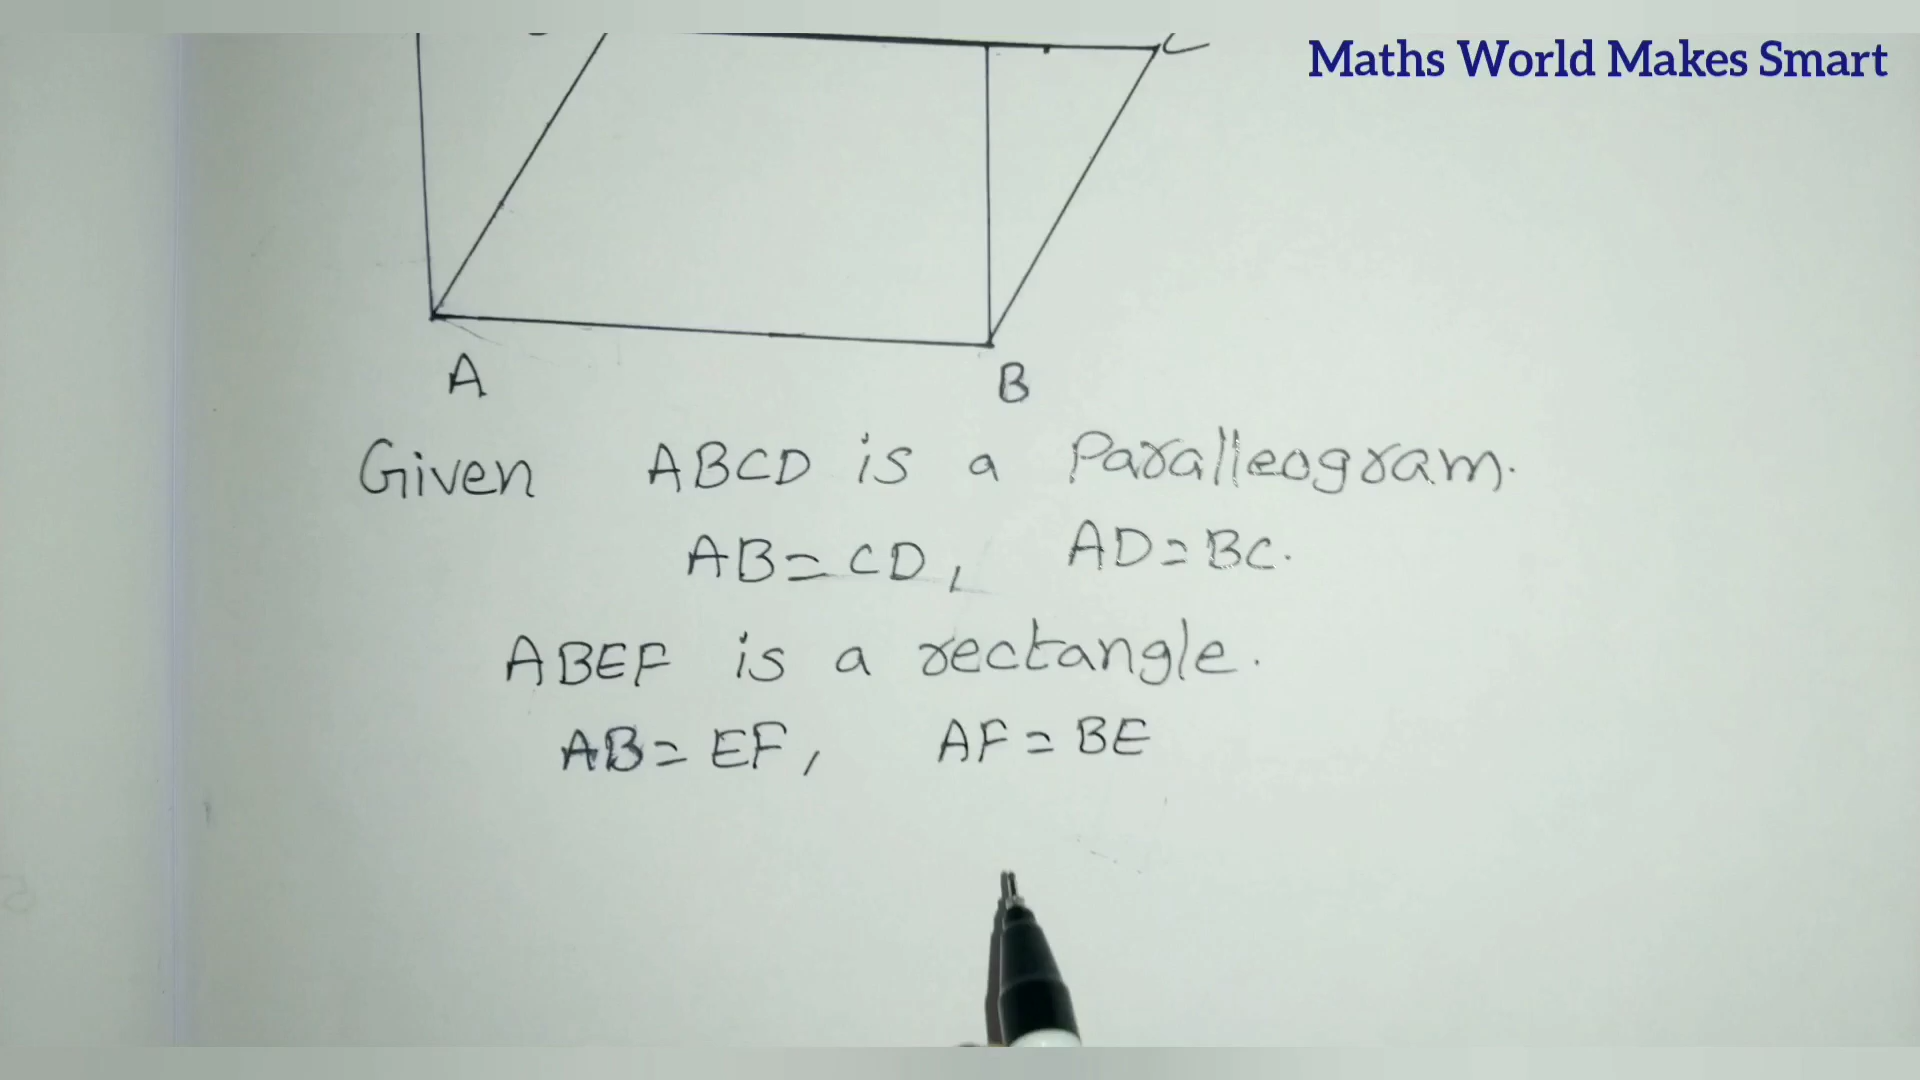 Maths World Makes Smart
C
A B
Given ABCD is a Paralleogram.
AB = CD, AD = BC.
ABEF is a rectangle.
AB = EF, AF = BE